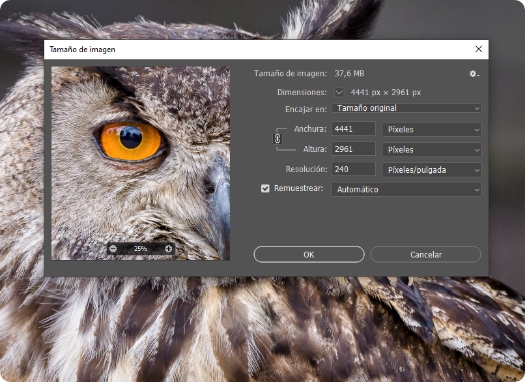 Tamaño de imagen
Tamaño de imagen: 37,6 MB
Dimensiones: 4441 px × 2961 px
Encajar en: Tamaño original
Anchura: 4441 Píxeles
Altura: 2961 Píxeles
Resolución: 240 Píxeles/pulgada
Remuestrear: Automático
25%
OK Cancelar